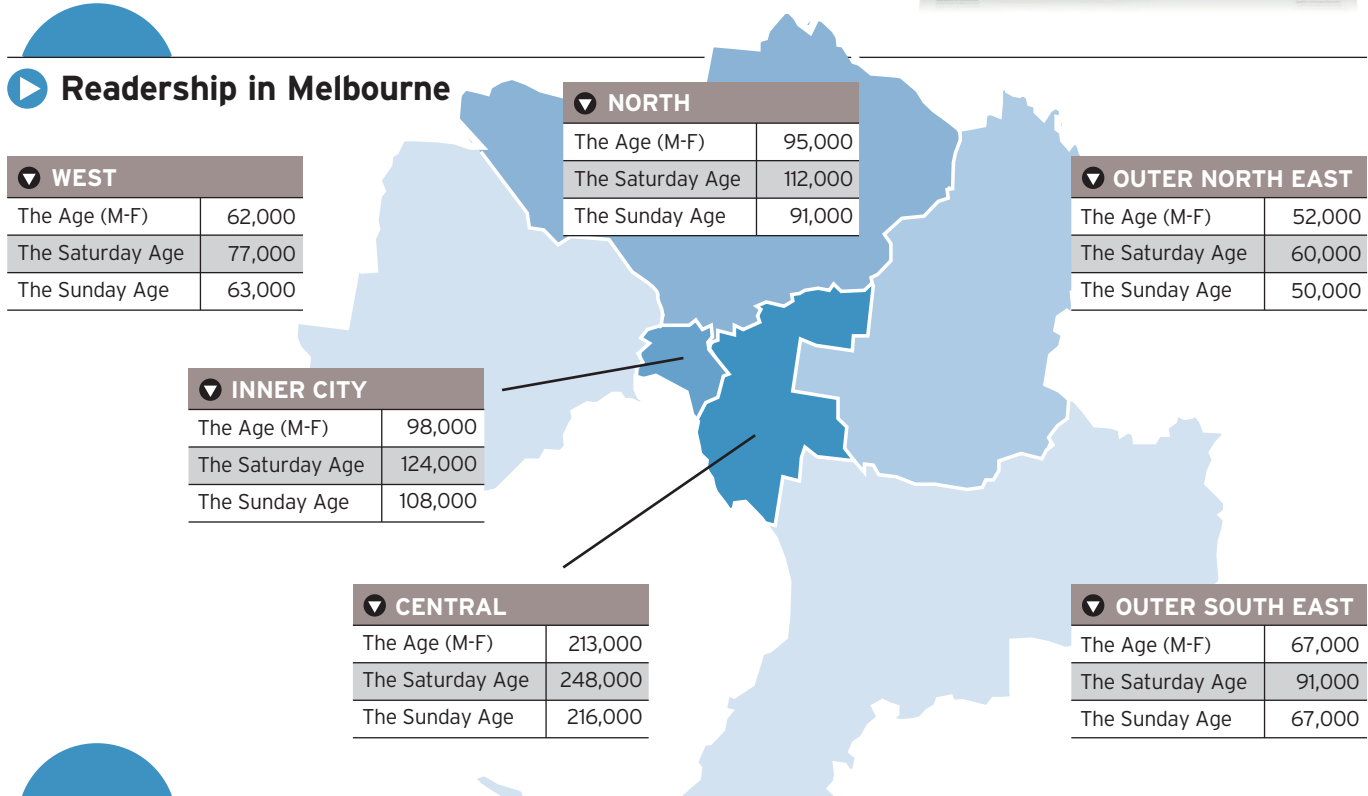 Readership in Melbourne
NORTH
The Age (M-F) 95,000
The Saturday Age 112,000
The Sunday Age 91,000
WEST
The Age (M-F) 62,000
The Saturday Age 77,000
The Sunday Age 63,000
OUTER NORTH EAST
The Age (M-F) 52,000
The Saturday Age 60,000
The Sunday Age 50,000
INNER CITY
The Age (M-F) 98,000
The Saturday Age 124,000
The Sunday Age 108,000
CENTRAL
The Age (M-F) 213,000
The Saturday Age 248,000
The Sunday Age 216,000
OUTER SOUTH EAST
The Age (M-F) 67,000
The Saturday Age 91,000
The Sunday Age 67,000